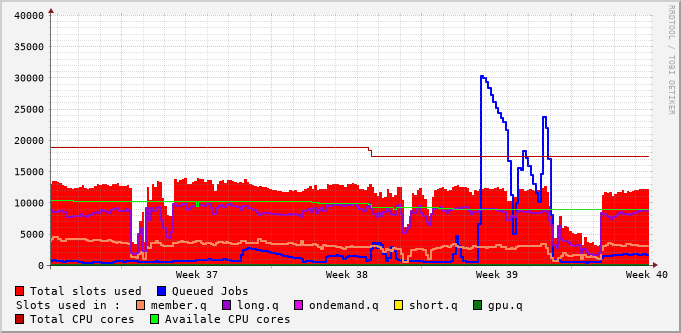 40000
35000
30000
25000
20000
15000
10000
5000
0
Week 37 Week 38 Week 39 Week 40
RRDTOOL / TOBI OETIKER
Total slots used Queued Jobs
Slots used in : member.q long.q ondemand.q short.q gpu.q
Total CPU cores Availale CPU cores